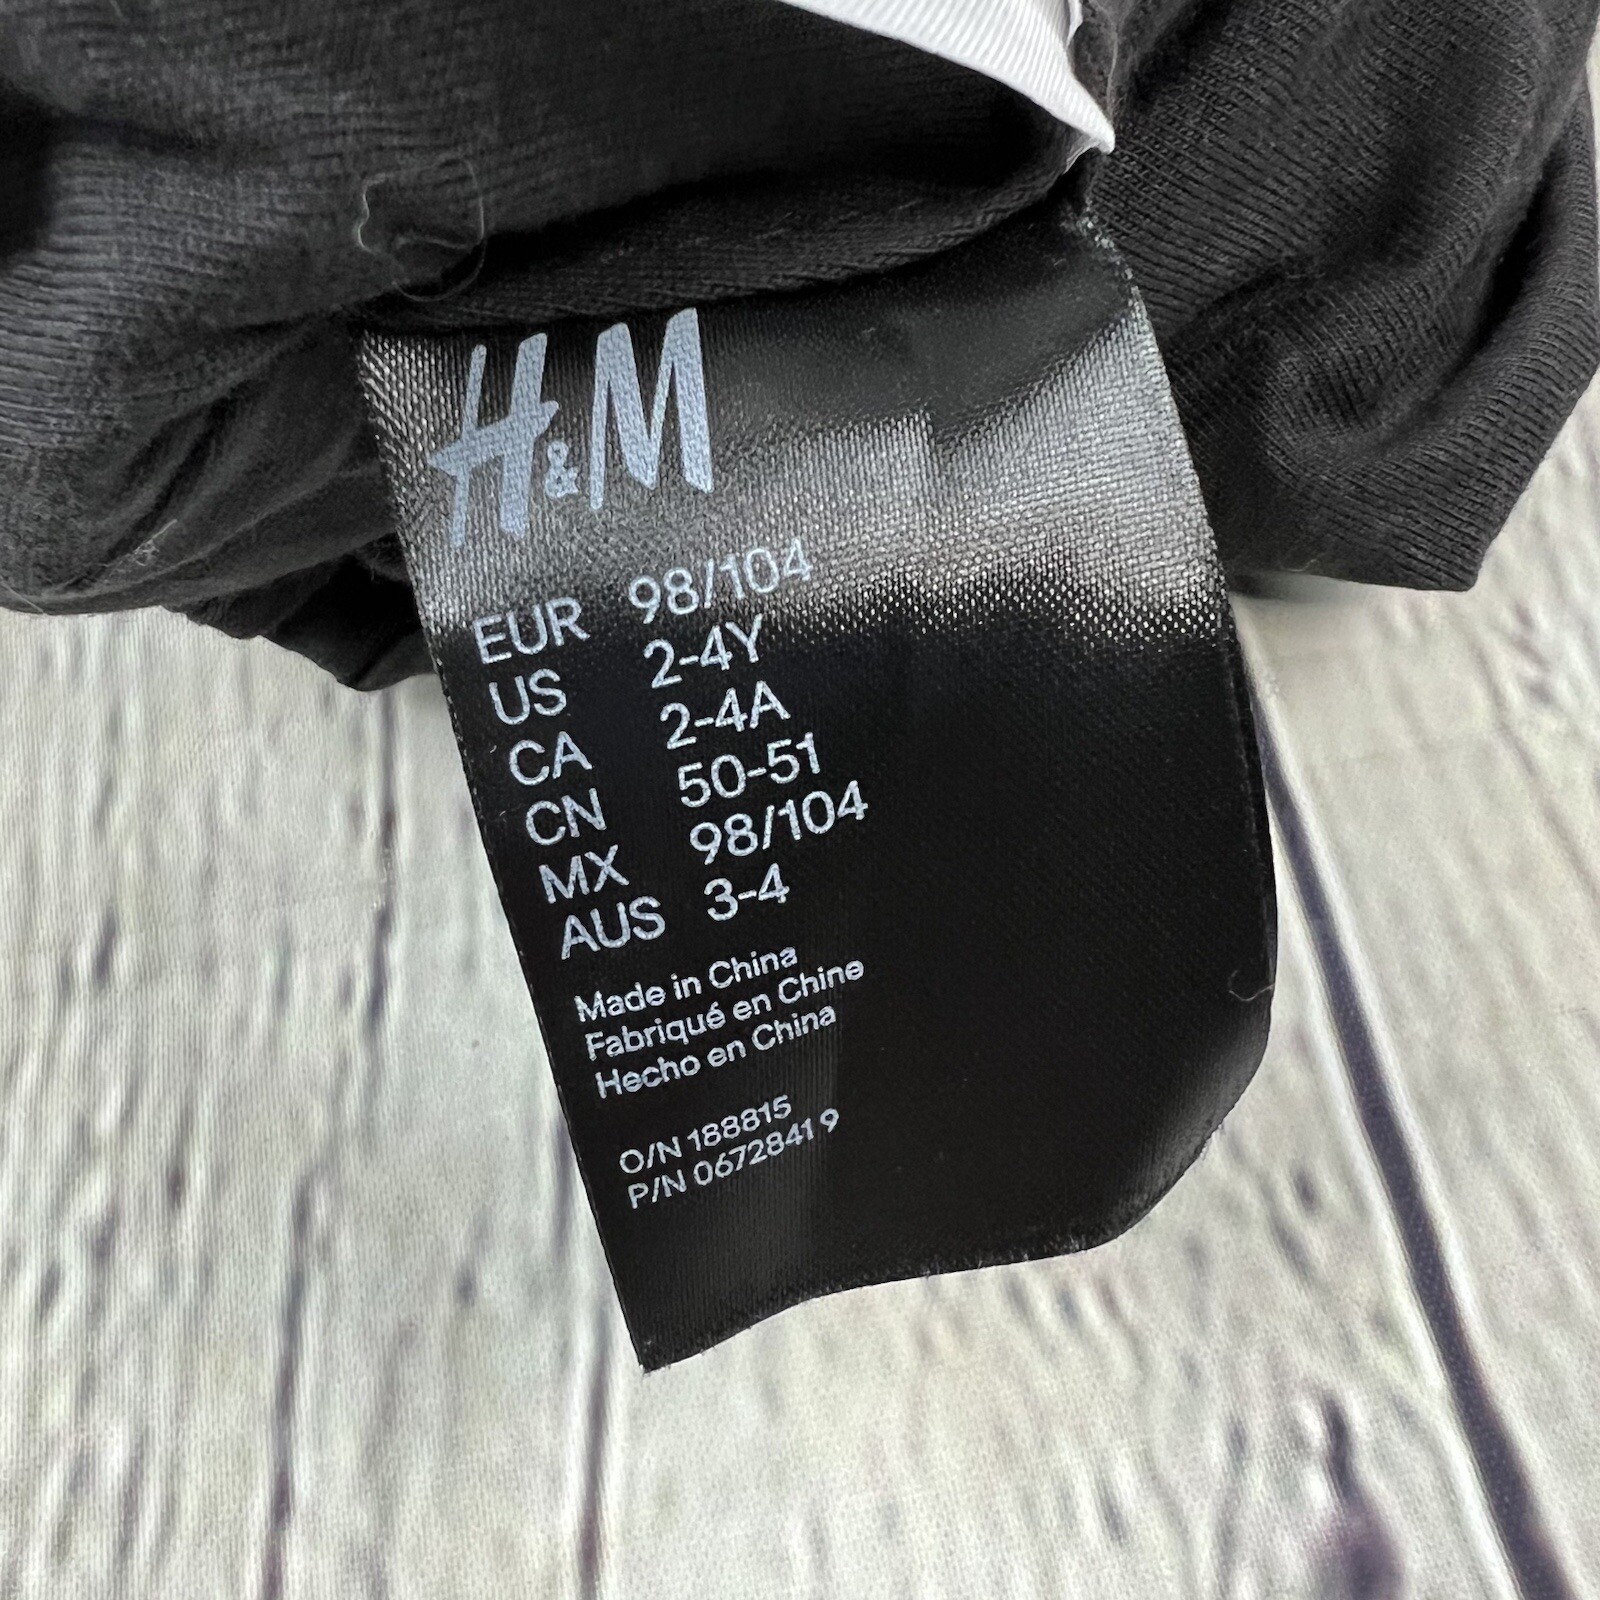 H&M
EUR 98/104
US 2-4Y
CA 2-4A
CN 50-51
MX 98/104
AUS 3-4
Made in China
Fabriqué en Chine
Hecho en China
O/N 188815
P/N 0672841 9